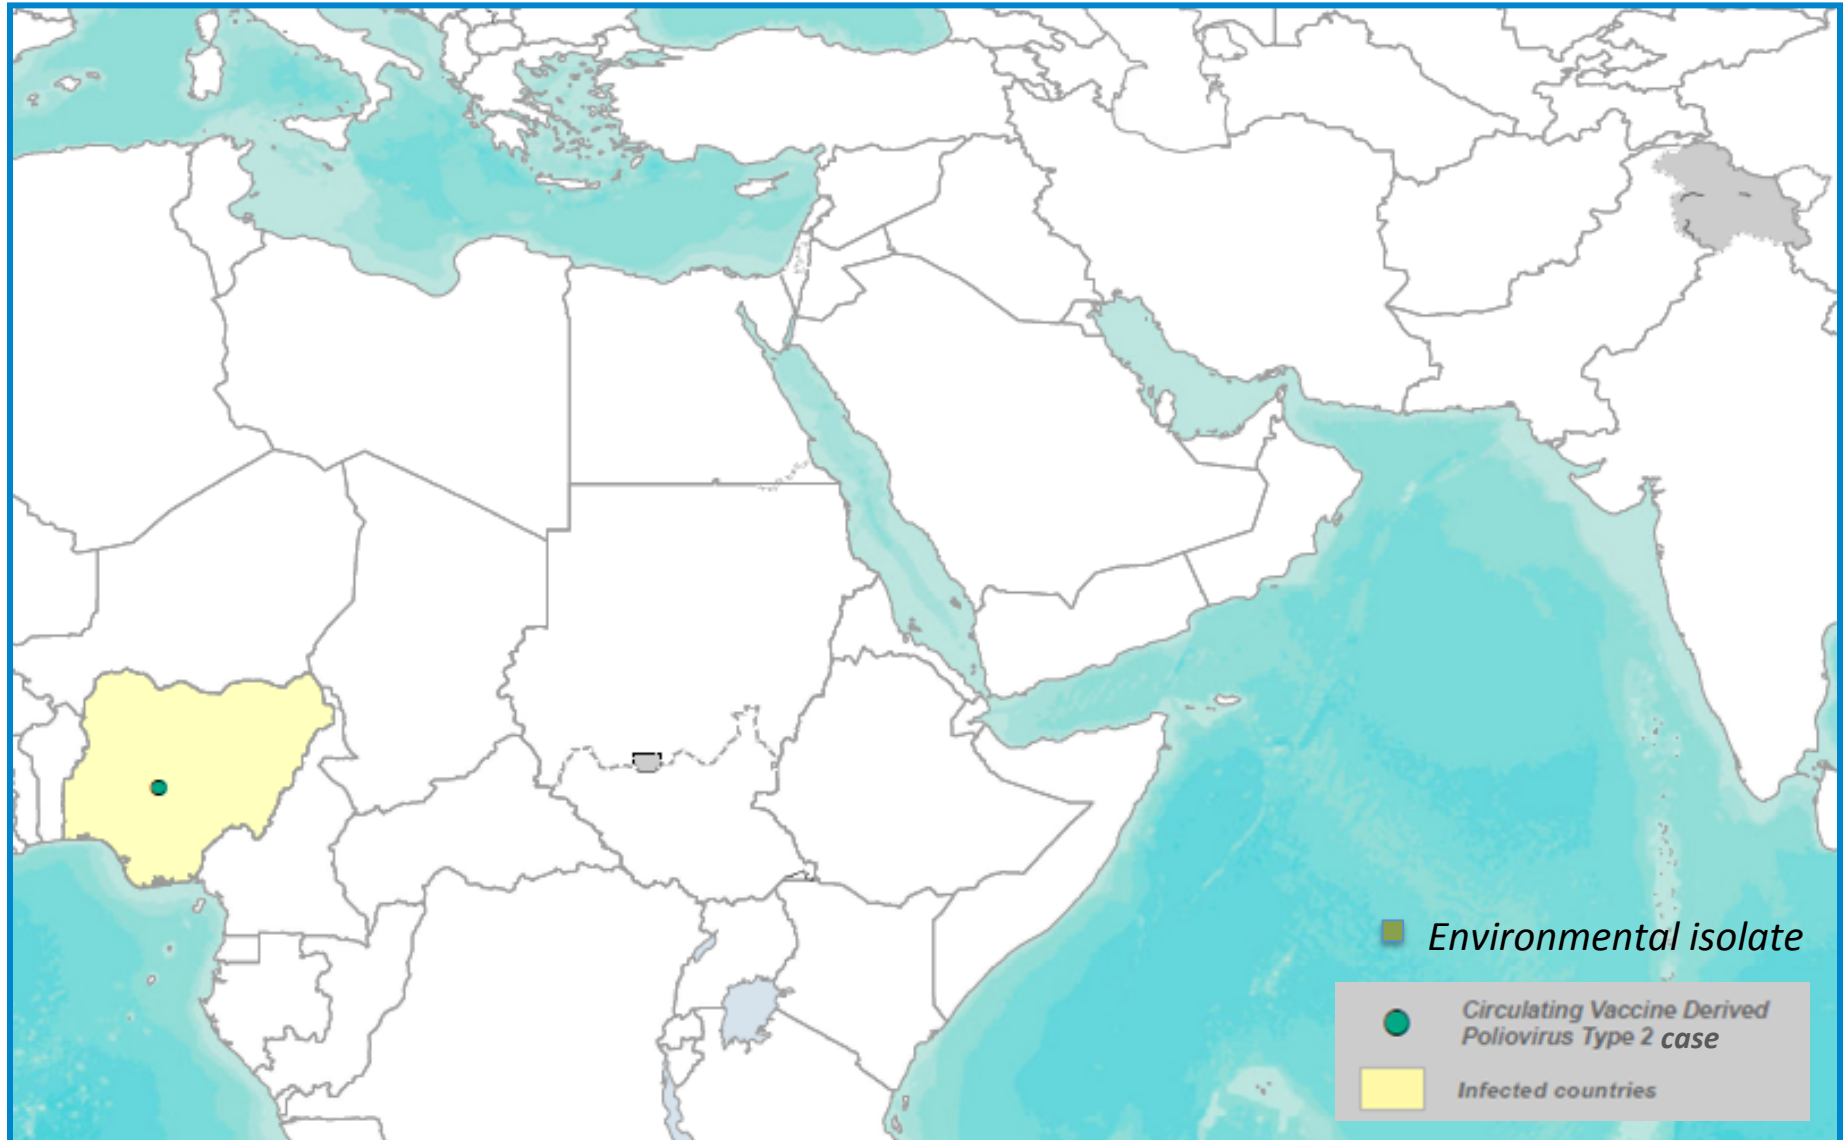 Environmental isolate
Circulating Vaccine Derived
Poliovirus Type 2 case
Infected countries